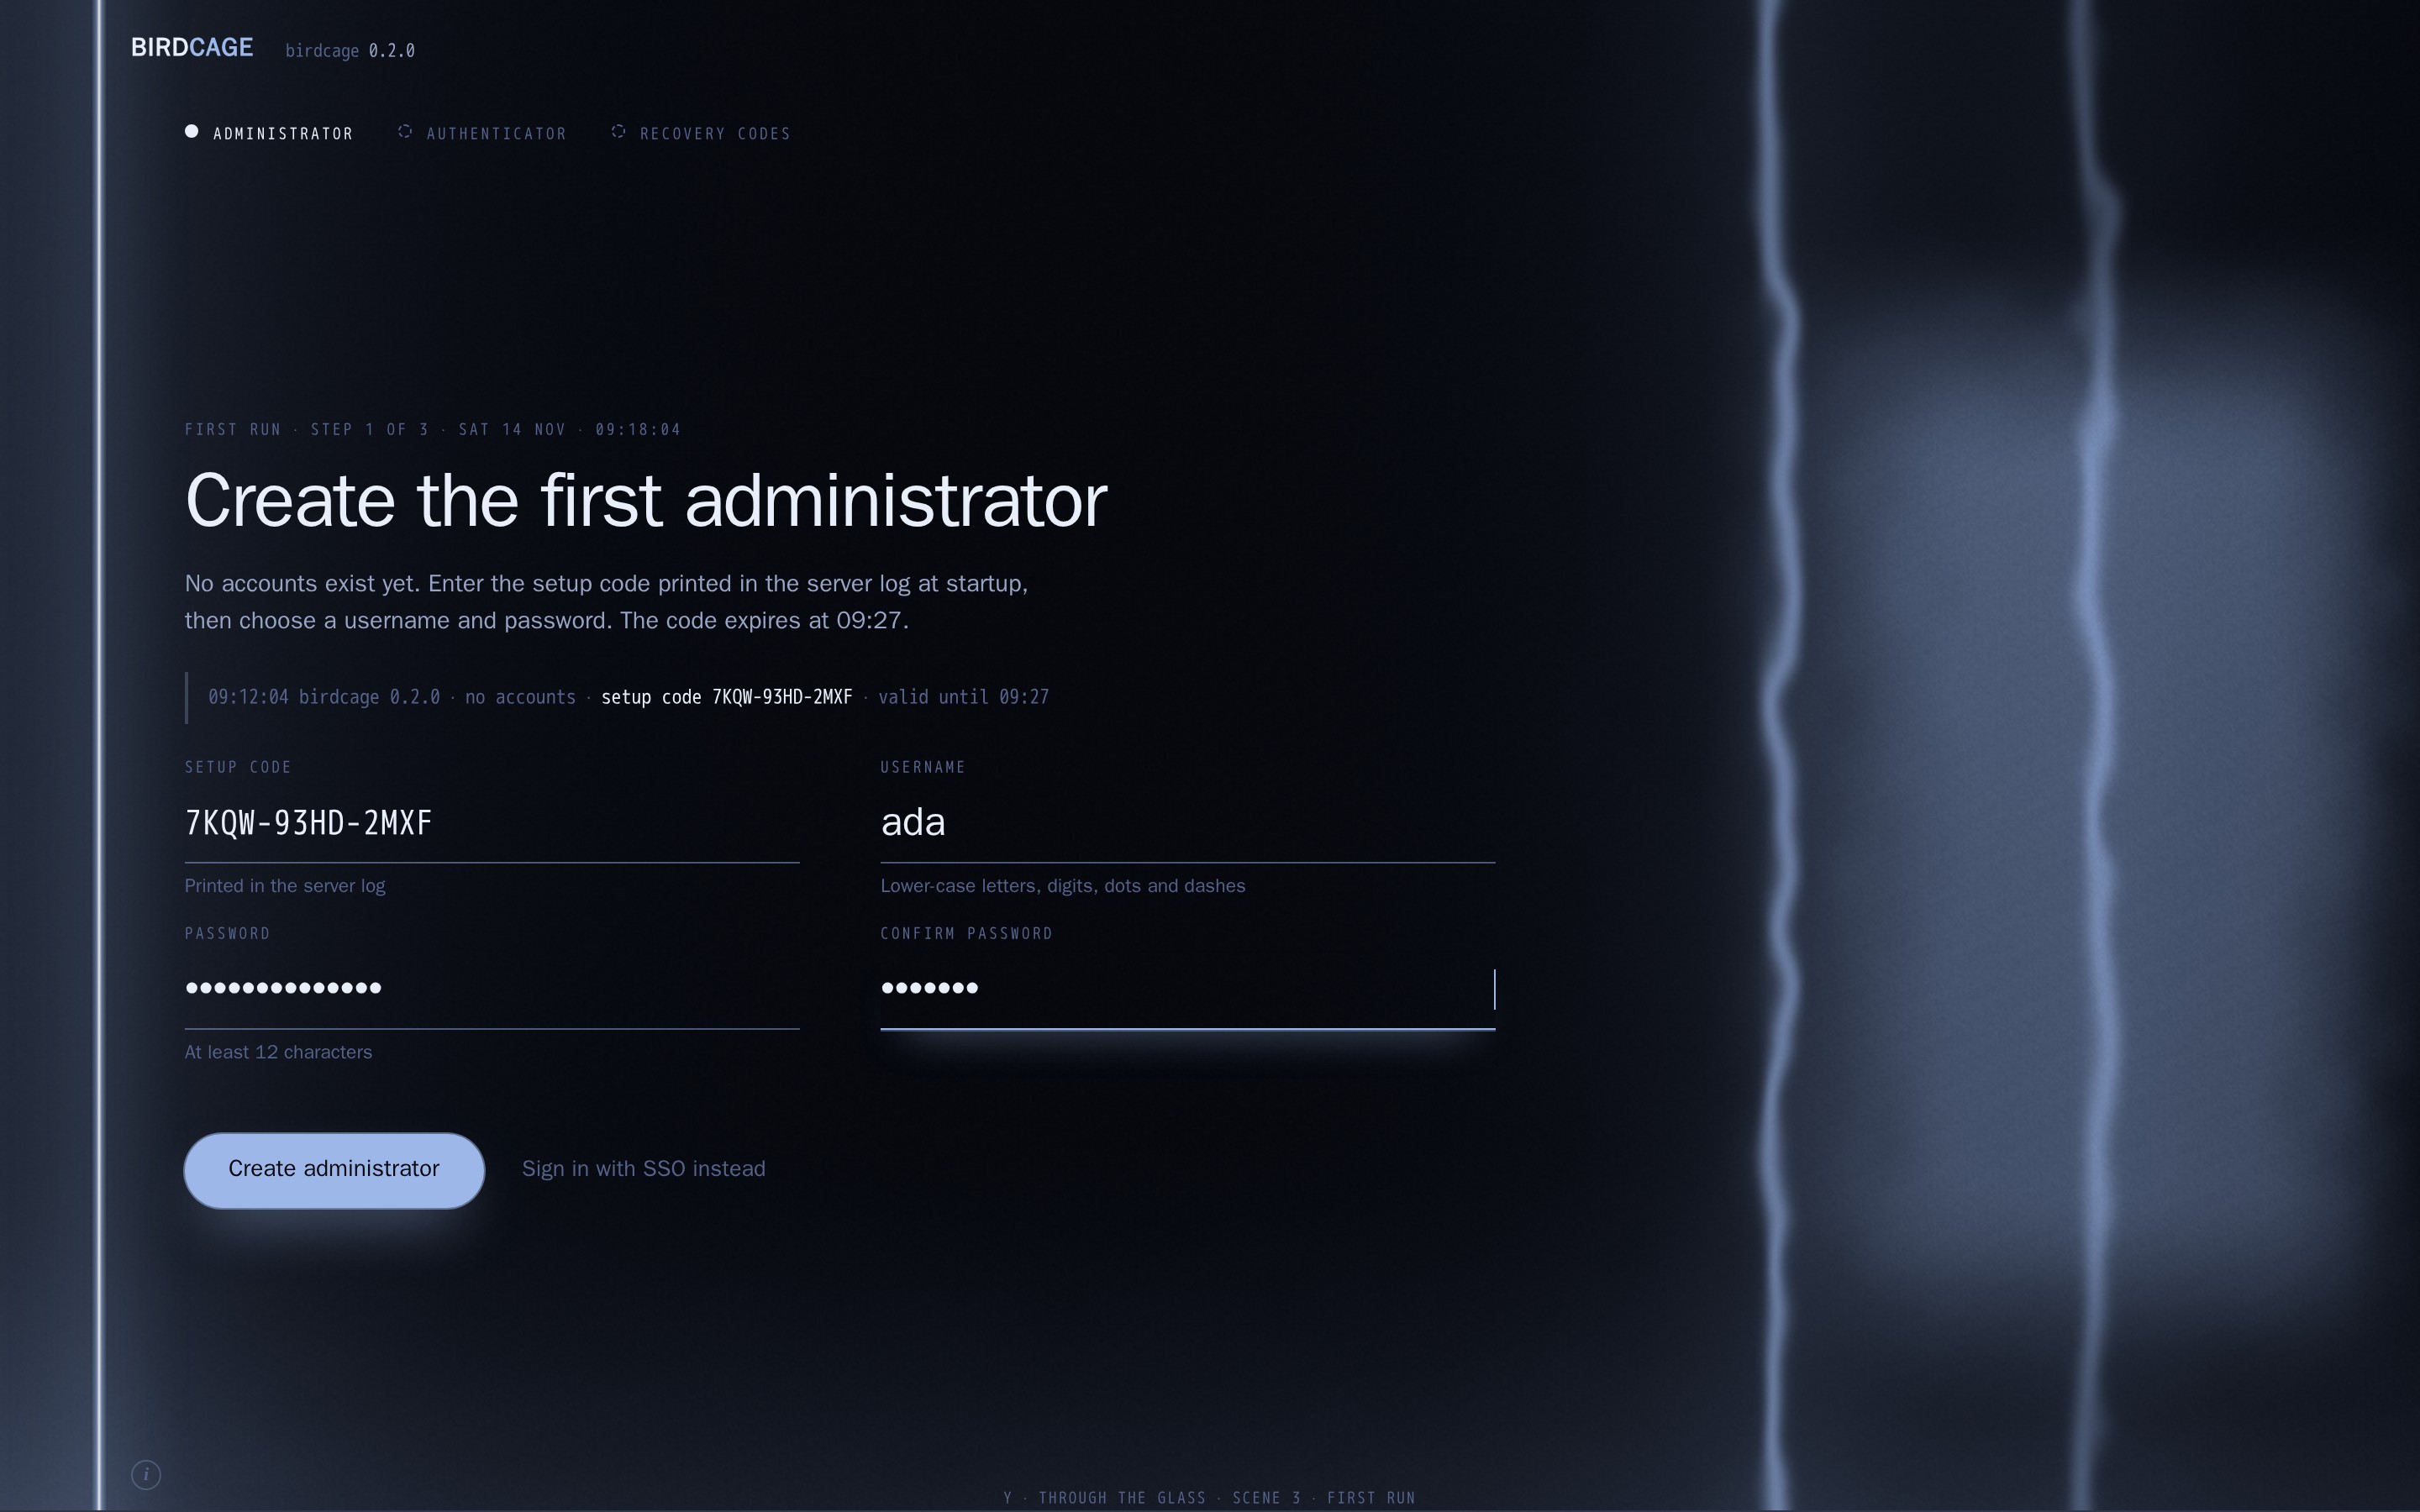 BIRDCAGE birdcage 0.2.0
ADMINISTRATOR AUTHENTICATOR RECOVERY CODES
FIRST RUN · STEP 1 OF 3 · SAT 14 NOV · 09:18:04
Create the first administrator
No accounts exist yet. Enter the setup code printed in the server log at startup,
then choose a username and password. The code expires at 09:27.
09:12:04 birdcage 0.2.0 · no accounts · setup code 7KQW-93HD-2MXF · valid until 09:27
SETUP CODE
7KQW-93HD-2MXF
Printed in the server log
USERNAME
ada
Lower-case letters, digits, dots and dashes
PASSWORD
••••••••••••••
At least 12 characters
CONFIRM PASSWORD
•••••••
Create administrator
Sign in with SSO instead
i
Y · THROUGH THE GLASS · SCENE 3 · FIRST RUN